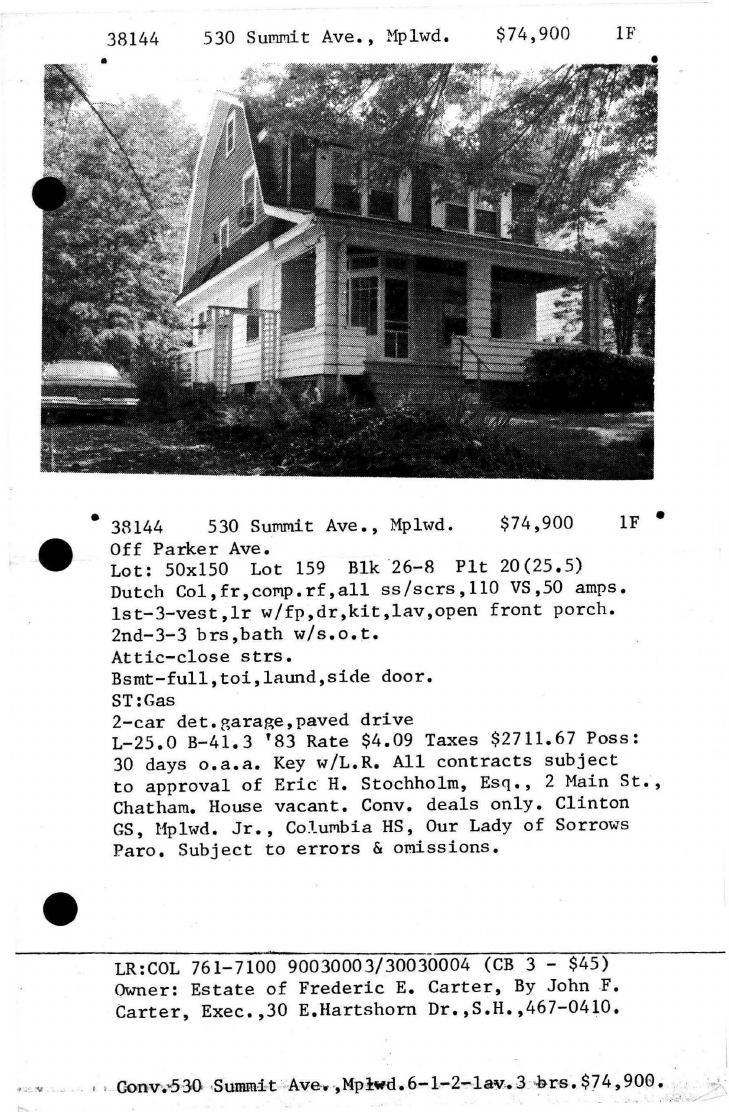 38144 530 Summit Ave., Mplwd. $74,900 1F
38144 530 Summit Ave., Mplwd. $74,900 1F
Off Parker Ave.
Lot: 50x150 Lot 159 Blk 26-8 Plt 20(25.5)
Dutch Col,fr,comp.rf,all ss/scrs,110 VS,50 amps.
1st-3-vest,lr w/fp,dr,kit,lav,open front porch.
2nd-3-3 brs,bath w/s.o.t.
Attic-close strs.
Bsmt-full,toi,laund,side door.
ST:Gas
2-car det.garage,paved drive
L-25.0 B-41.3 '83 Rate $4.09 Taxes $2711.67 Poss:
30 days o.a.a. Key w/L.R. All contracts subject
to approval of Eric H. Stochholm, Esq., 2 Main St.,
Chatham. House vacant. Conv. deals only. Clinton
GS, Mplwd. Jr., Columbia HS, Our Lady of Sorrows
Paro. Subject to errors & omissions.
LR:COL 761-7100 90030003/30030004 (CB 3 - $45)
Owner: Estate of Frederic E. Carter, By John F.
Carter, Exec.,30 E.Hartshorn Dr.,S.H.,467-0410.
Conv.530 Summit Ave.,Mplwd.6-1-2-lav.3 brs.$74,900.